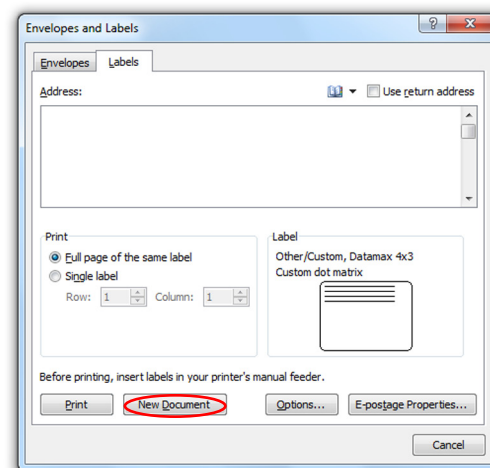 Envelopes and Labels
?
Envelopes
Labels
Address:
Use return address
Print
Full page of the same label
Single label
Row: 1 Column: 1
Label
Other/Custom, Datamax 4x3
Custom dot matrix
Before printing, insert labels in your printer's manual feeder.
Print
New Document
Options...
E-postage Properties...
Cancel